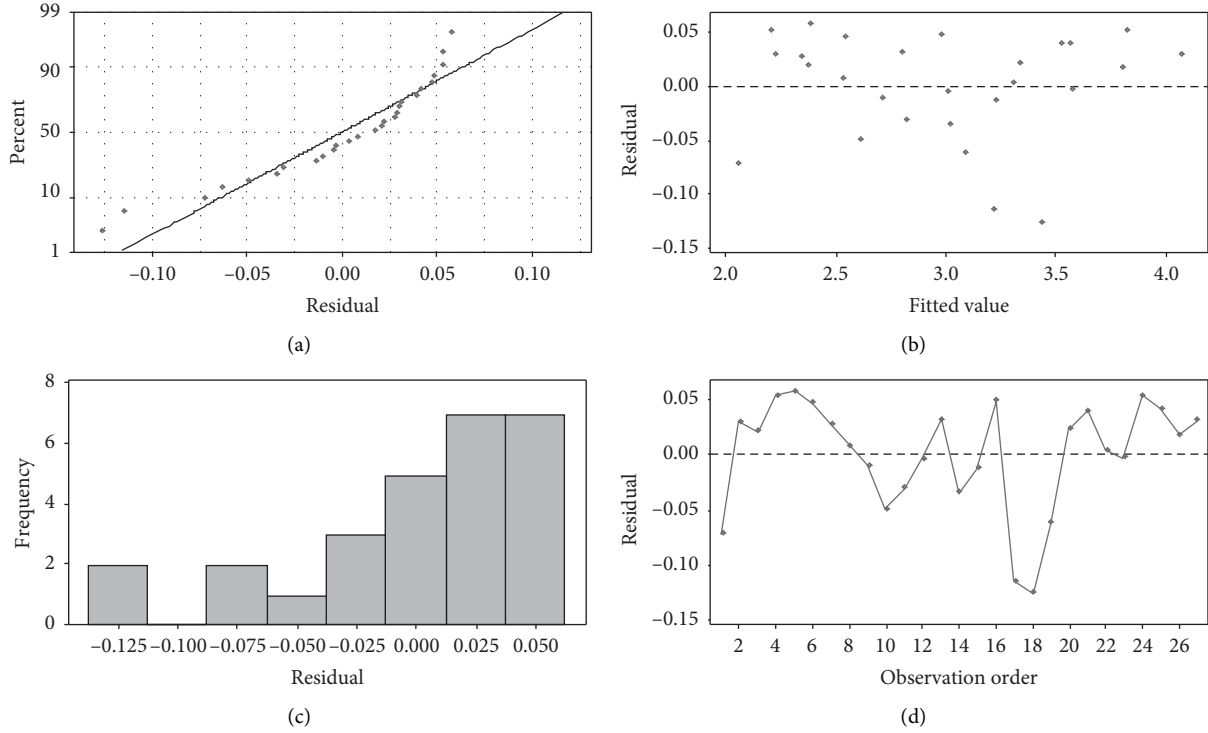 99
90
50
10
1
Percent
−0.10 −0.05 0.00 0.05 0.10
Residual
(a)
0.05
0.00
−0.05
−0.10
−0.15
Residual
2.0 2.5 3.0 3.5 4.0
Fitted value
(b)
8
6
4
2
0
Frequency
−0.125 −0.100 −0.075 −0.050 −0.025 0.000 0.025 0.050
Residual
(c)
0.05
0.00
−0.05
−0.10
−0.15
Residual
2 4 6 8 10 12 14 16 18 20 22 24 26
Observation order
(d)